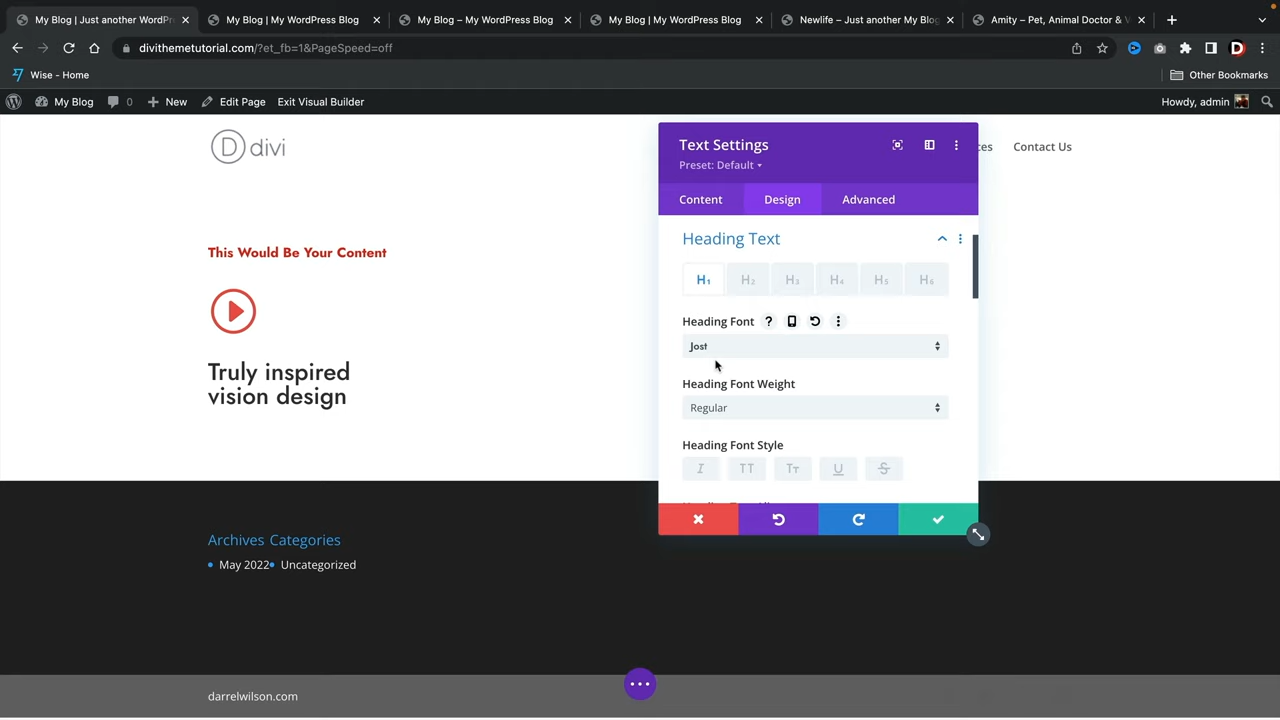 My Blog | Just another WordPr
My Blog | My WordPress Blog
My Blog – My WordPress Blog
My Blog | My WordPress Blog
Newlife – Just another My Blog
Amity – Pet, Animal Doctor &
divithemetutorial.com/?et_fb=1&PageSpeed=off
D
Wise - Home
Other Bookmarks
My Blog
0
New
Edit Page
Exit Visual Builder
Howdy, admin
D divi
ces
Contact Us
Text Settings
Preset: Default
Content
Design
Advanced
Heading Text
H1
H2
H3
H4
H5
H6
Heading Font ?
Jost
Heading Font Weight
Regular
Heading Font Style
I
TT
Tт
U
S
This Would Be Your Content
Truly inspired
vision design
Archives Categories
May 2022
Uncategorized
darrelwilson.com